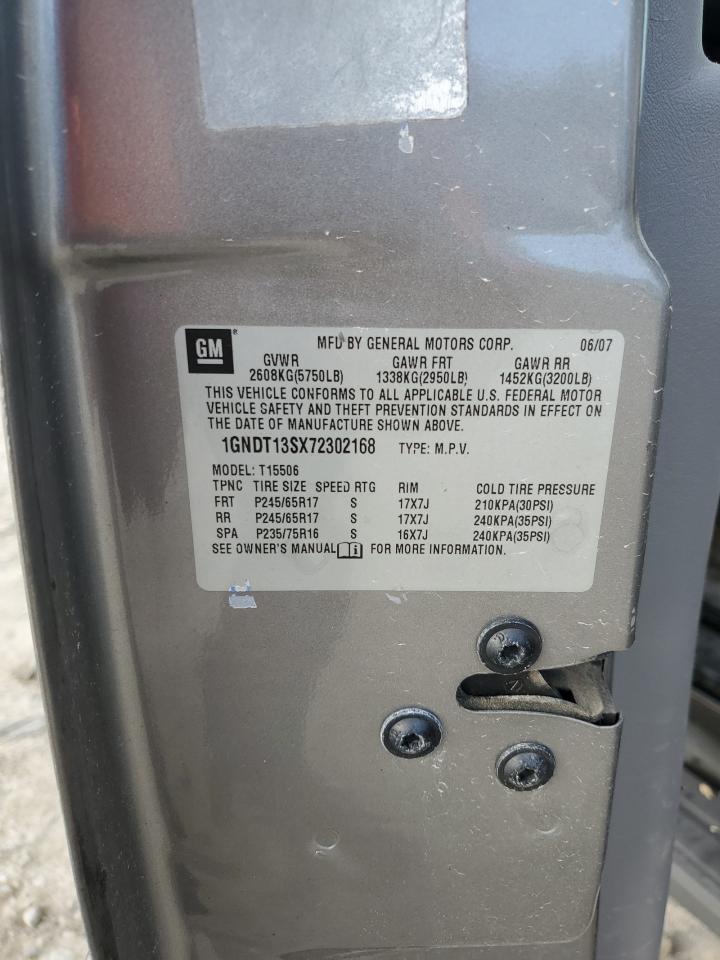 GM® MFD BY GENERAL MOTORS CORP. 06/07
GVWR GAWR FRT GAWR RR
2608KG(5750LB) 1338KG(2950LB) 1452KG(3200LB)
THIS VEHICLE CONFORMS TO ALL APPLICABLE U.S. FEDERAL MOTOR
VEHICLE SAFETY AND THEFT PREVENTION STANDARDS IN EFFECT ON
THE DATE OF MANUFACTURE SHOWN ABOVE.
1GNDT13SX72302168 TYPE: M.P.V.
MODEL: T15506
TPNC TIRE SIZE SPEED RTG RIM COLD TIRE PRESSURE
FRT P245/65R17 S 17X7J 210KPA(30PSI)
RR P245/65R17 S 17X7J 240KPA(35PSI)
SPA P235/75R16 S 16X7J 240KPA(35PSI)
SEE OWNER'S MANUAL FOR MORE INFORMATION.